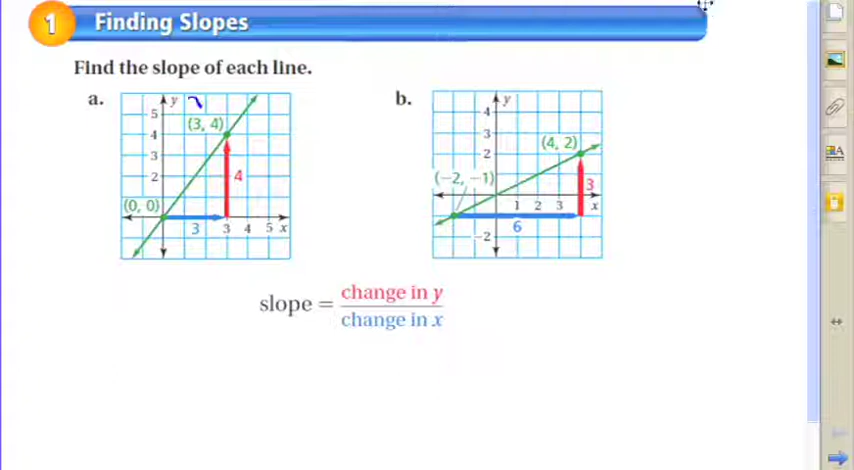 1 Finding Slopes
Find the slope of each line.
a.
y
5
(3, 4)
4
3
4
2
(0, 0)
3
3 4 5 x
b.
y
4
3
(4, 2)
2
(−2, −1)
3
1 2 3 x
6
−2
slope = change in y
change in x
A